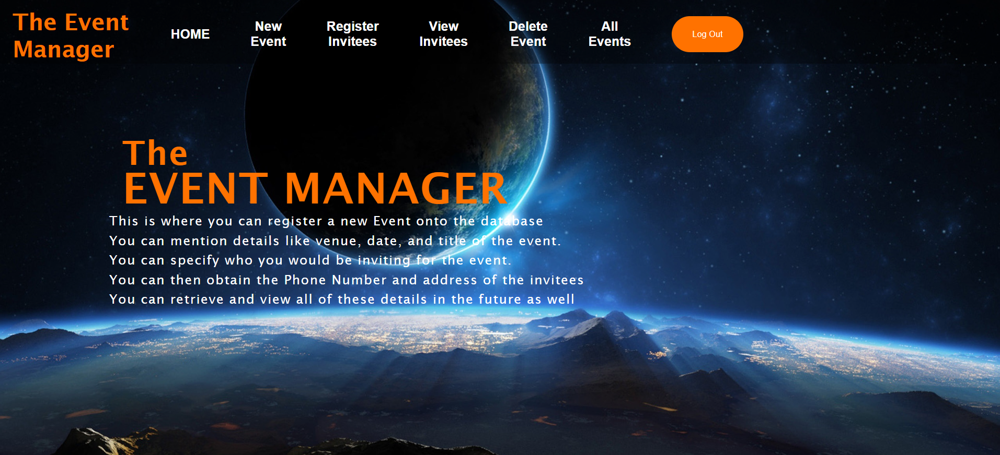 The Event
Manager
HOME
New
Event
Register
Invitees
View
Invitees
Delete
Event
All
Events
Log Out
The
EVENT MANAGER
This is where you can register a new Event onto the database
You can mention details like venue, date, and title of the event.
You can specify who you would be inviting for the event.
You can then obtain the Phone Number and address of the invitees
You can retrieve and view all of these details in the future as well